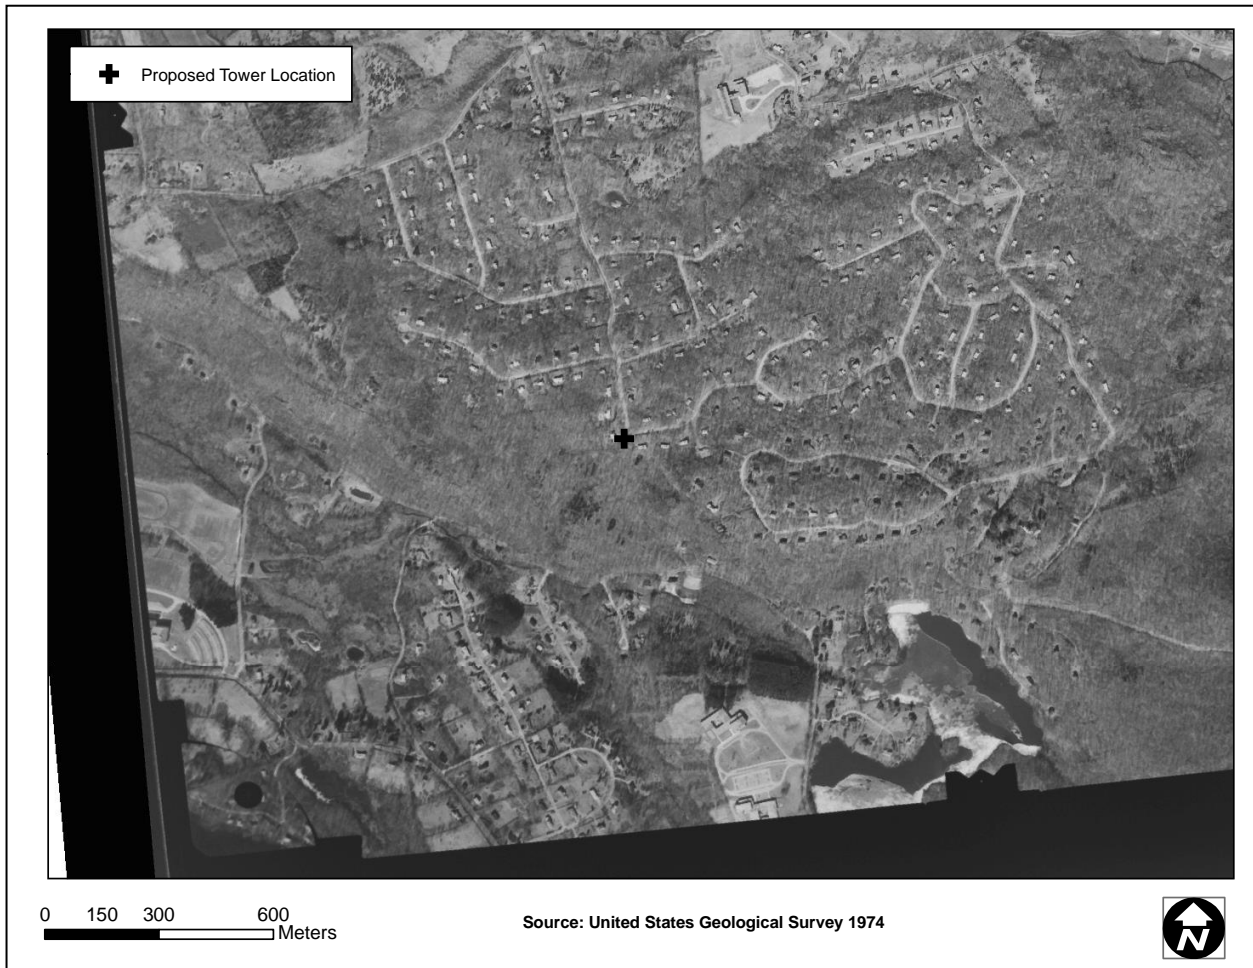 Proposed Tower Location
0 150 300 600
Meters
Source: United States Geological Survey 1974
N